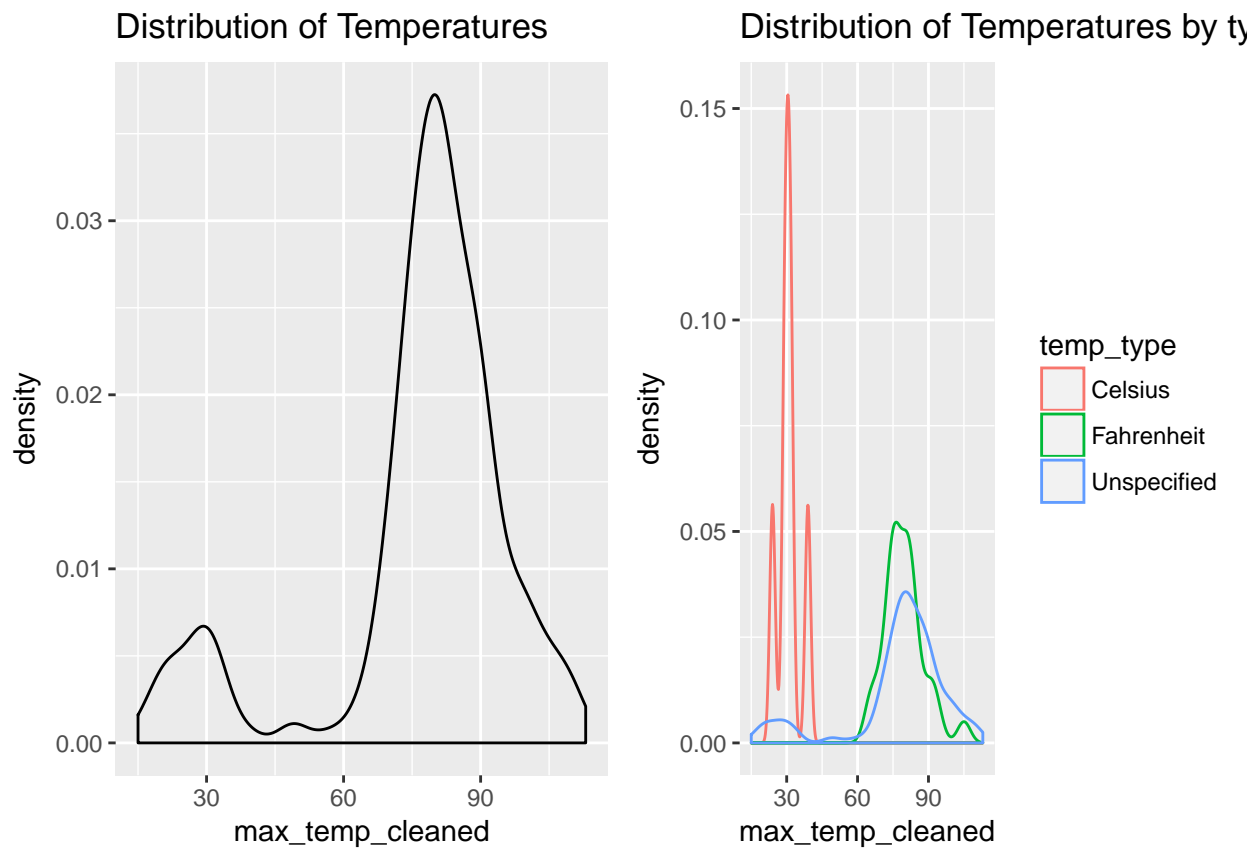 Distribution of Temperatures
density
0.03
0.02
0.01
0.00
30 60 90
max_temp_cleaned
Distribution of Temperatures by ty
density
0.15
0.10
0.05
0.00
30 60 90
max_temp_cleaned
temp_type
Celsius
Fahrenheit
Unspecified